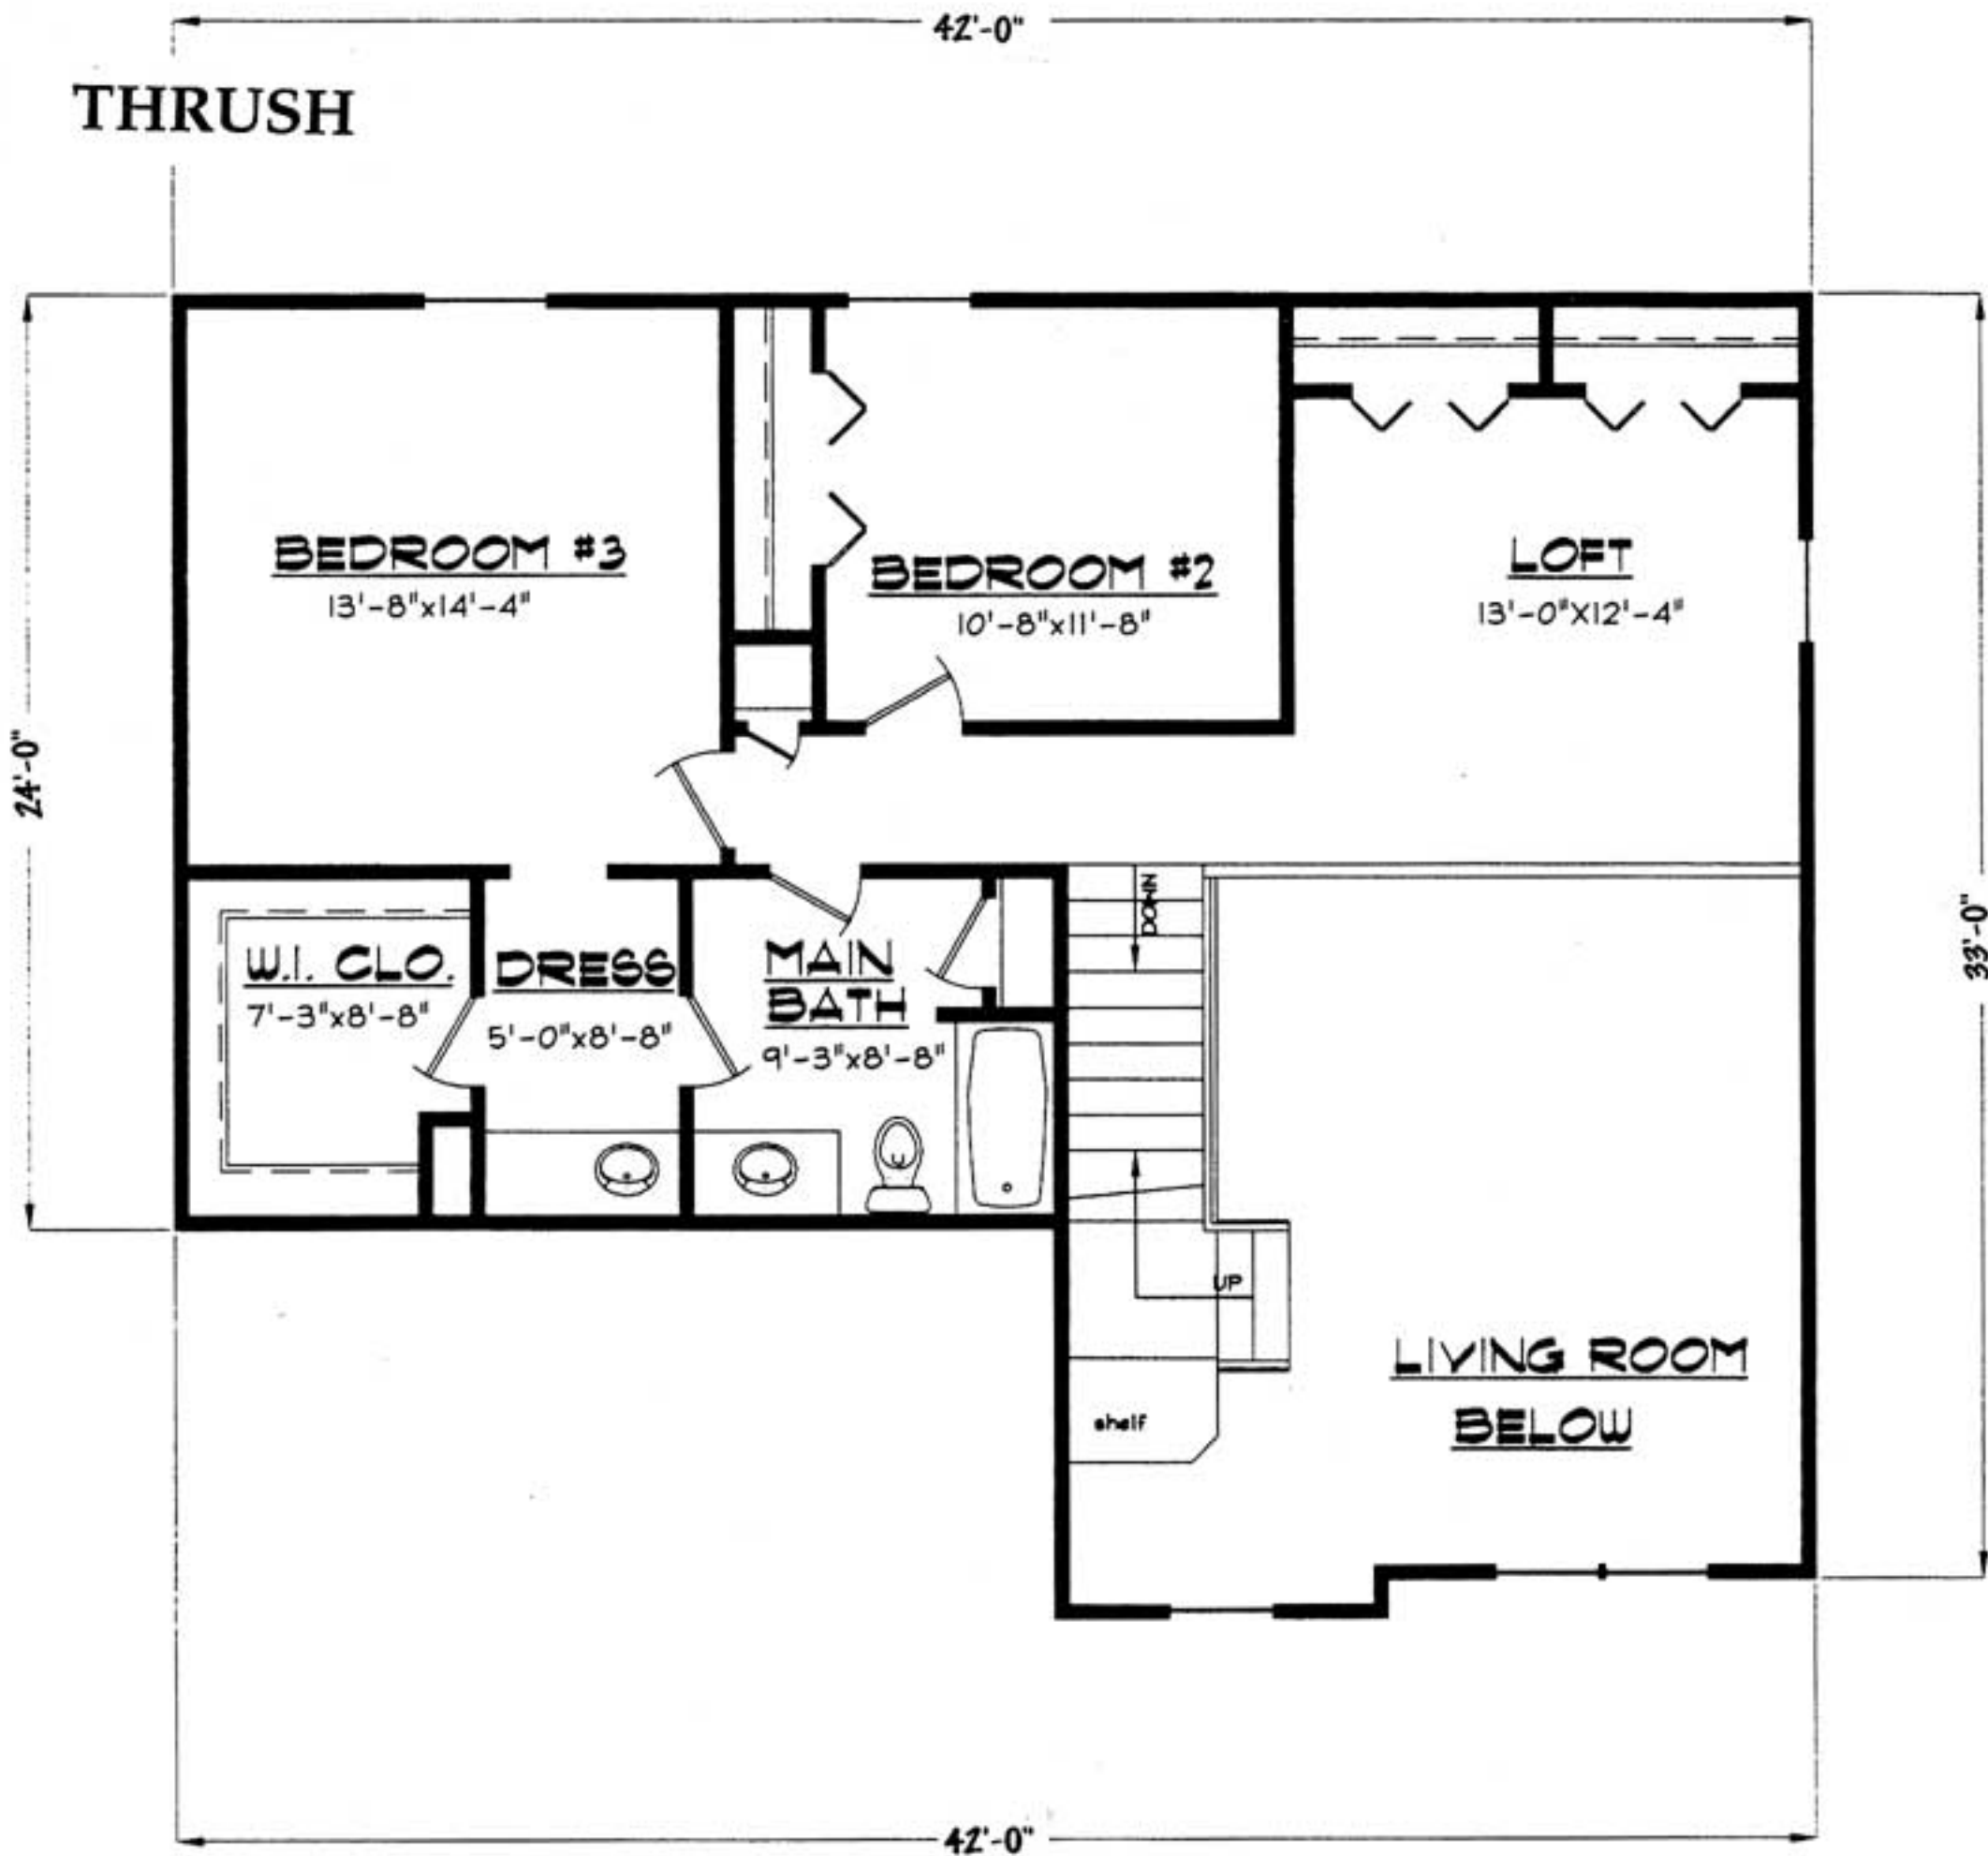 42'-0"
THRUSH
BEDROOM #3
13'-8"x14'-4"
BEDROOM #2
10'-8"x11'-8"
LOFT
13'-0"X12'-4"
24'-0"
33'-0"
DOWN
W.I. CLO.
7'-3"x8'-8"
DRESS
5'-0"x8'-8"
MAIN
BATH
9'-3"x8'-8"
UP
LIVING ROOM
BELOW
shelf
42'-0"